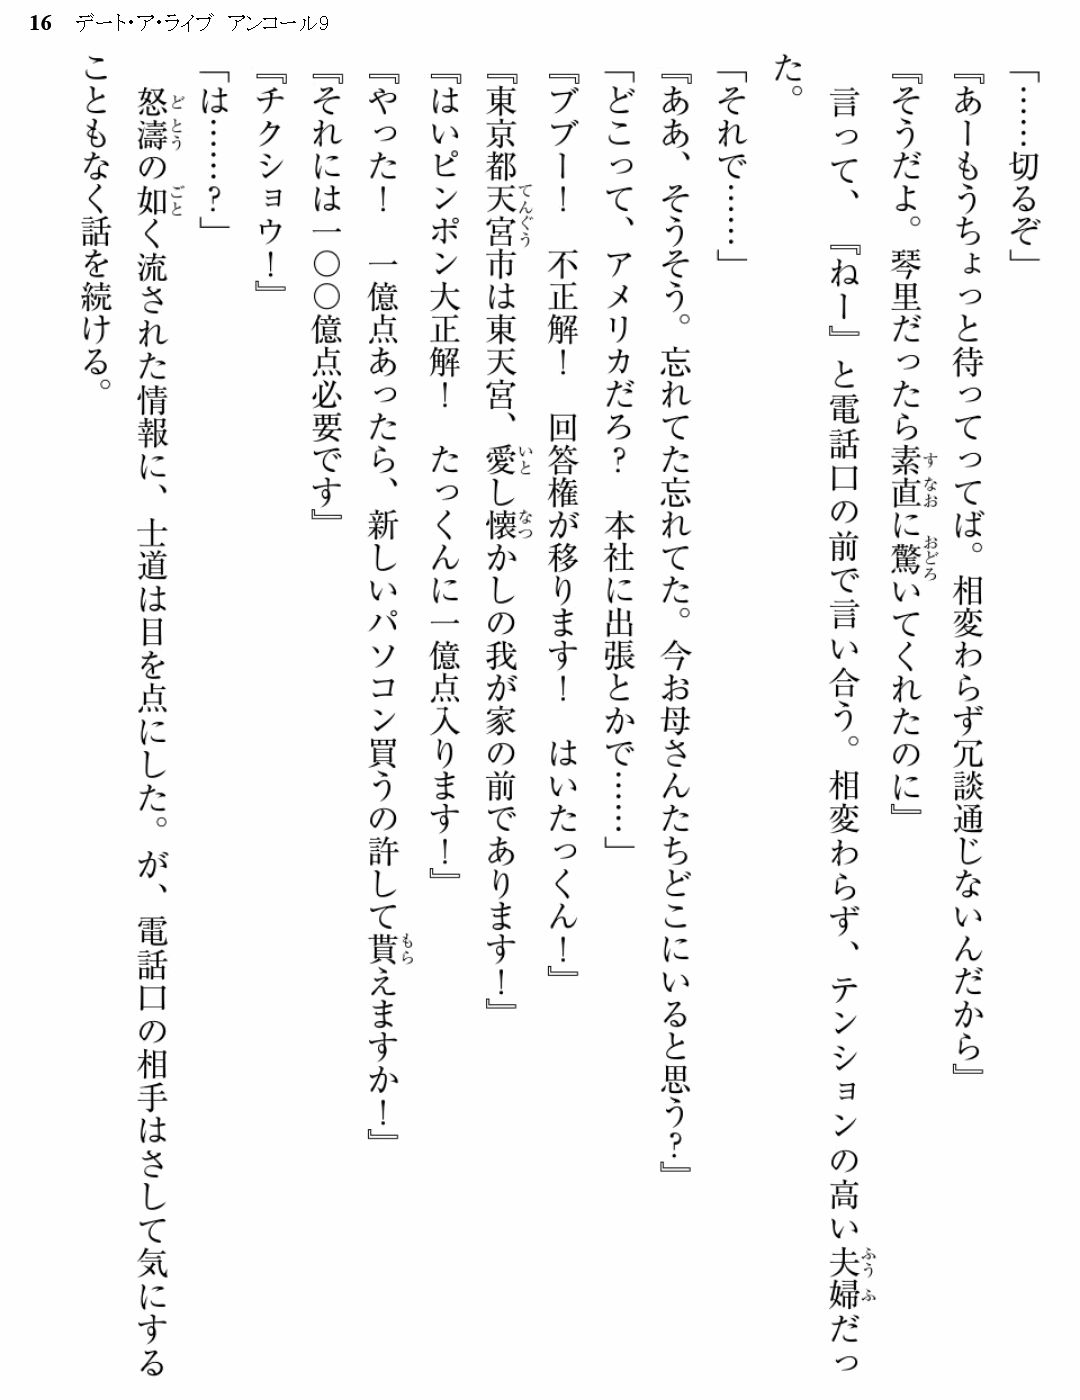 16 デート・ア・ライブ アンコール9
「……切るぞ」
『あーもうちょっと待ってってば。相変わらず冗談通じないんだから』
『そうだよ。琴里だったら素直に驚いてくれたのに』
言って、『ねー』と電話口の前で言い合う。相変わらず、テンションの高い夫婦だっ
た。
「それで……」
『ああ、そうそう。忘れてた忘れてた。今お母さんたちどこにいると思う？』
「どこって、アメリカだろ？　本社に出張とかで……」
『ブブー！　不正解！　回答権が移ります！　はいたっくん！』
『東京都天宮市は東天宮、愛し懐かしの我が家の前であります！』
『はいピンポン大正解！　たっくんに一億点入ります！』
『やった！　一億点あったら、新しいパソコン買うの許して貰えますか！』
『それには一〇〇億点必要です』
『チクショウ！』
「は……？」
怒濤の如く流された情報に、士道は目を点にした。が、電話口の相手はさして気にする
こともなく話を続ける。